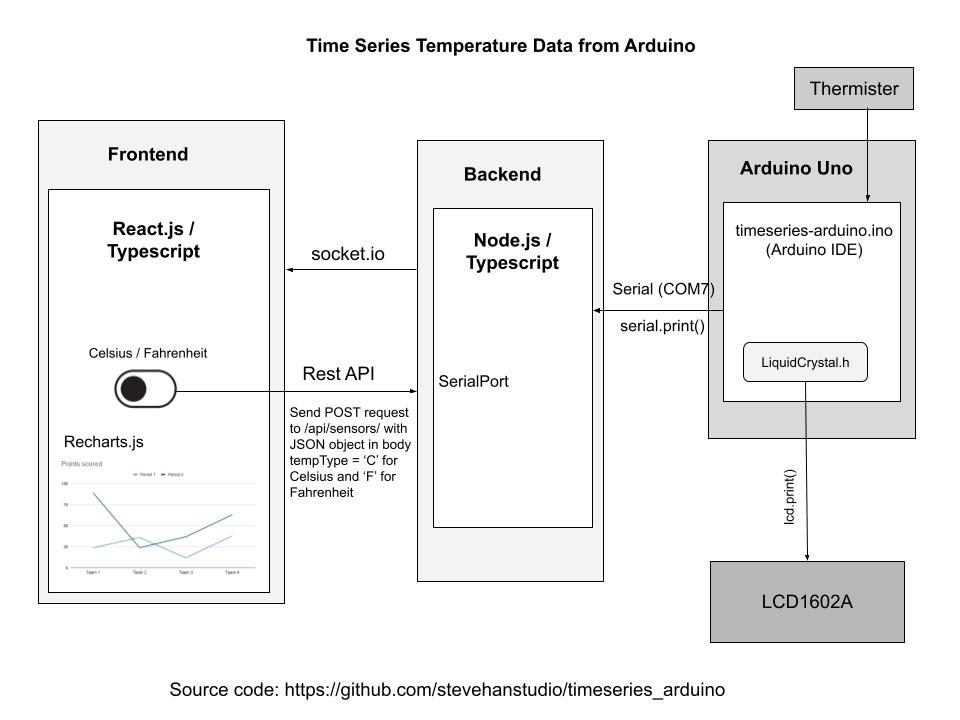 Time Series Temperature Data from Arduino
Thermister
Frontend
React.js /
Typescript
Celsius / Fahrenheit
Recharts.js
Points scored
Period 1
Period 2
100
75
50
25
0
Team 1
Team 2
Team 3
Team 4
socket.io
Rest API
Send POST request
to /api/sensors/ with
JSON object in body
tempType = ‘C’ for
Celsius and ‘F’ for
Fahrenheit
Backend
Node.js /
Typescript
SerialPort
Serial (COM7)
serial.print()
Arduino Uno
timeseries-arduino.ino
(Arduino IDE)
LiquidCrystal.h
lcd.print()
LCD1602A
Source code: https://github.com/stevehanstudio/timeseries_arduino